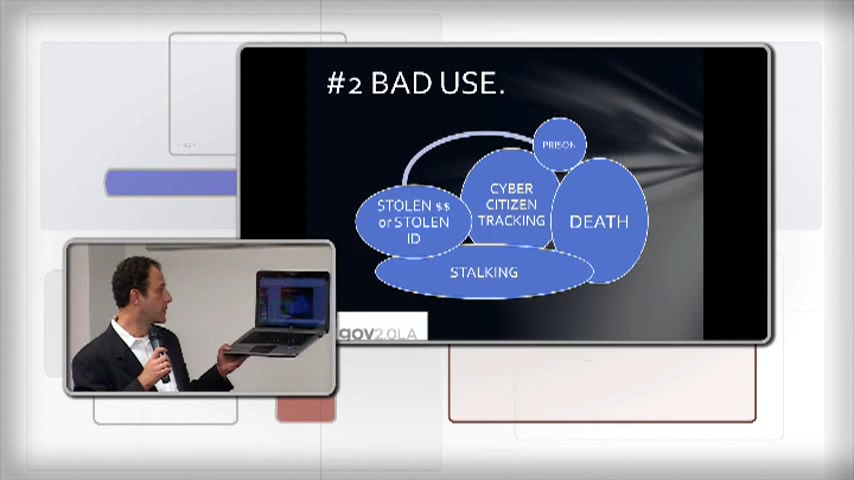 #2 BAD USE.
PRISON
CYBER
CITIZEN
TRACKING
STOLEN $$
or STOLEN
ID
DEATH
STALKING
gov2.0LA